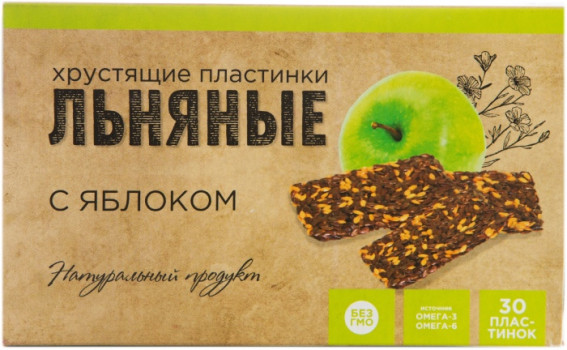 хрустящие пластинки
ЛЬНЯНЫЕ
С ЯБЛОКОМ
Натуральный продукт
БЕЗ
ГМО
источник
ОМЕГА-3
ОМЕГА-6
30
ПЛАС-
ТИНОК